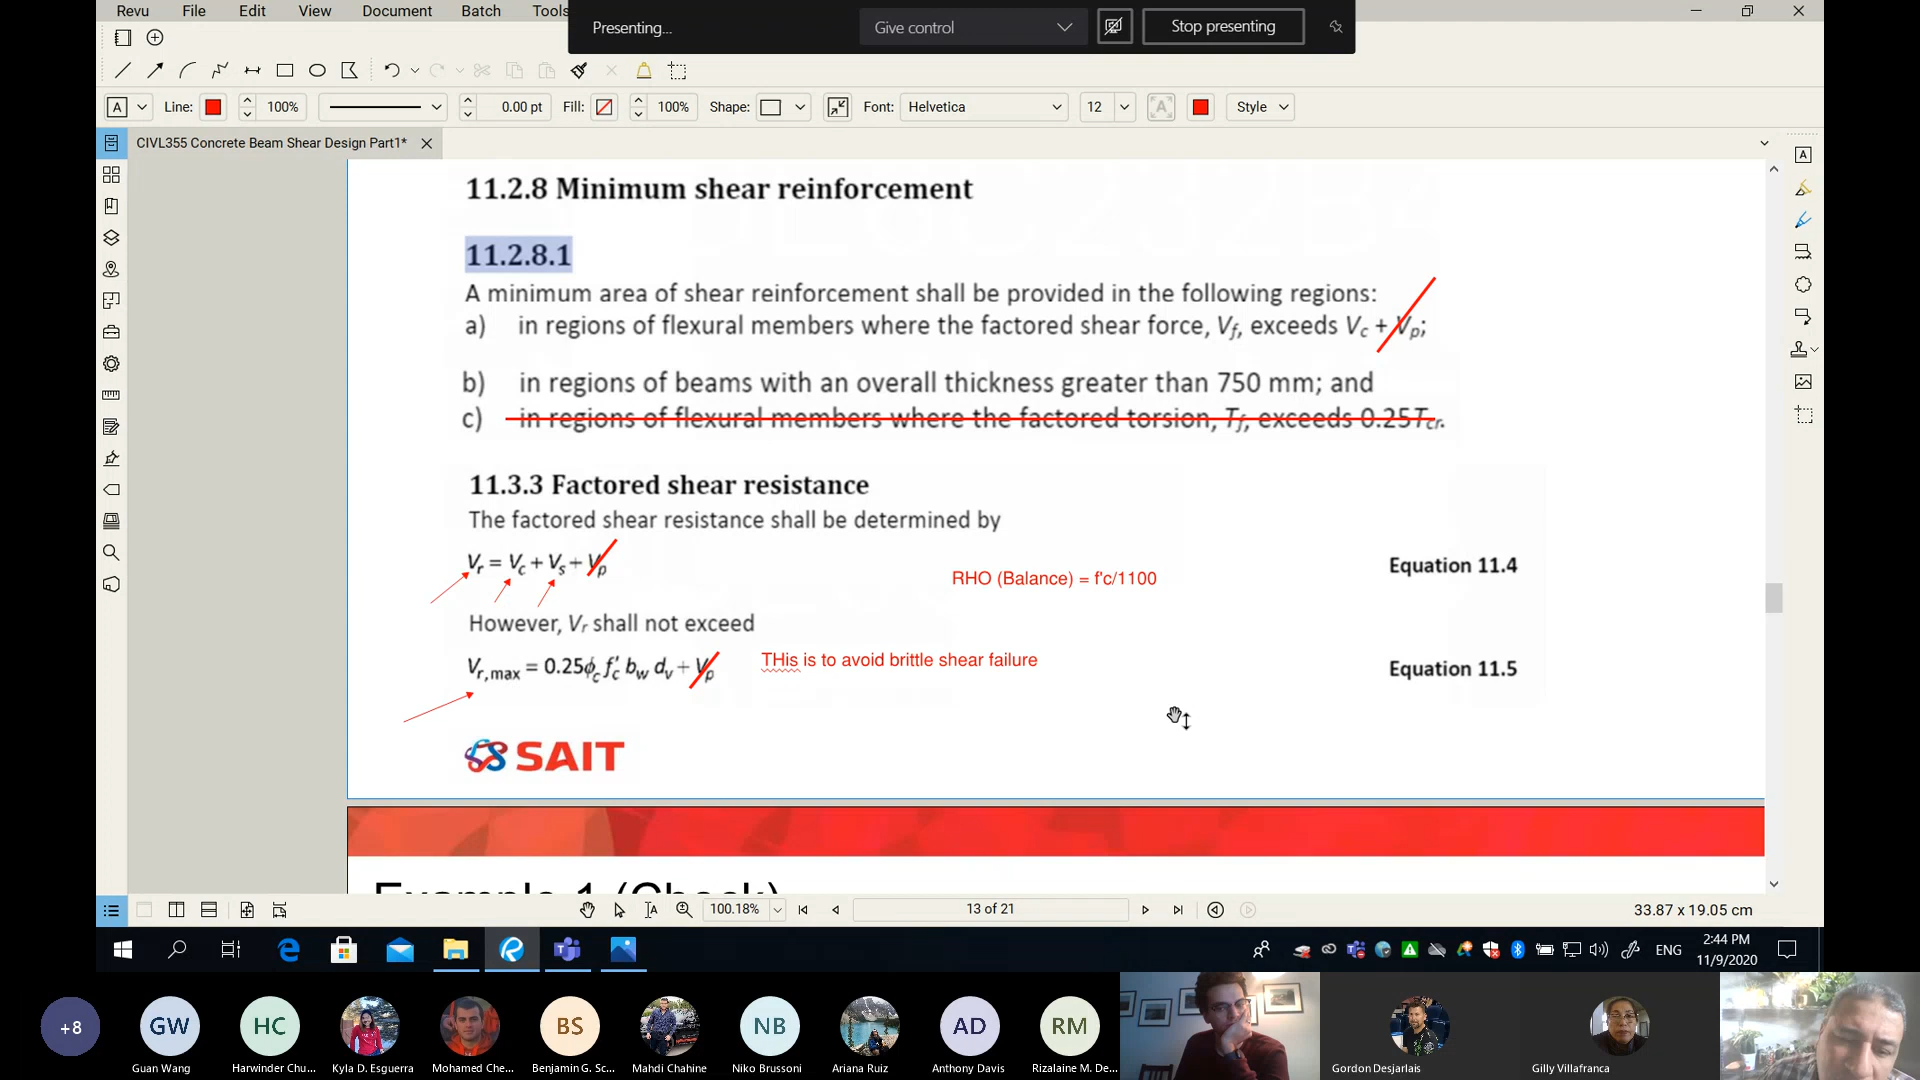 Revu File Edit View Document Batch Tools
Presenting...
Give control
Stop presenting
Line: 100% 0.00 pt Fill: 100% Shape: Font: Helvetica 12 Style
CIVL355 Concrete Beam Shear Design Part1*
11.2.8 Minimum shear reinforcement
11.2.8.1
A minimum area of shear reinforcement shall be provided in the following regions:
a) in regions of flexural members where the factored shear force, Vf, exceeds Vc + Vp;
b) in regions of beams with an overall thickness greater than 750 mm; and
c) in regions of flexural members where the factored torsion, Tf, exceeds 0.25Tcr.
11.3.3 Factored shear resistance
The factored shear resistance shall be determined by
Vr = Vc + Vs + Vp
RHO (Balance) = f'c/1100
Equation 11.4
However, Vr shall not exceed
Vr,max = 0.25ϕc f'c bw dv + Vp
THis is to avoid brittle shear failure
Equation 11.5
SAIT
Example 1 (Check)
100.18%
13 of 21
33.87 x 19.05 cm
ENG
2:44 PM
11/9/2020
+8
GW
HC
BS
NB
AD
RM
Guan Wang
Harwinder Chu...
Kyla D. Esguerra
Mohamed Che...
Benjamin G. Sc...
Mahdi Chahine
Niko Brussoni
Ariana Ruiz
Anthony Davis
Rizalaine M. De...
Gordon Desjarlais
Gilly Villafranca